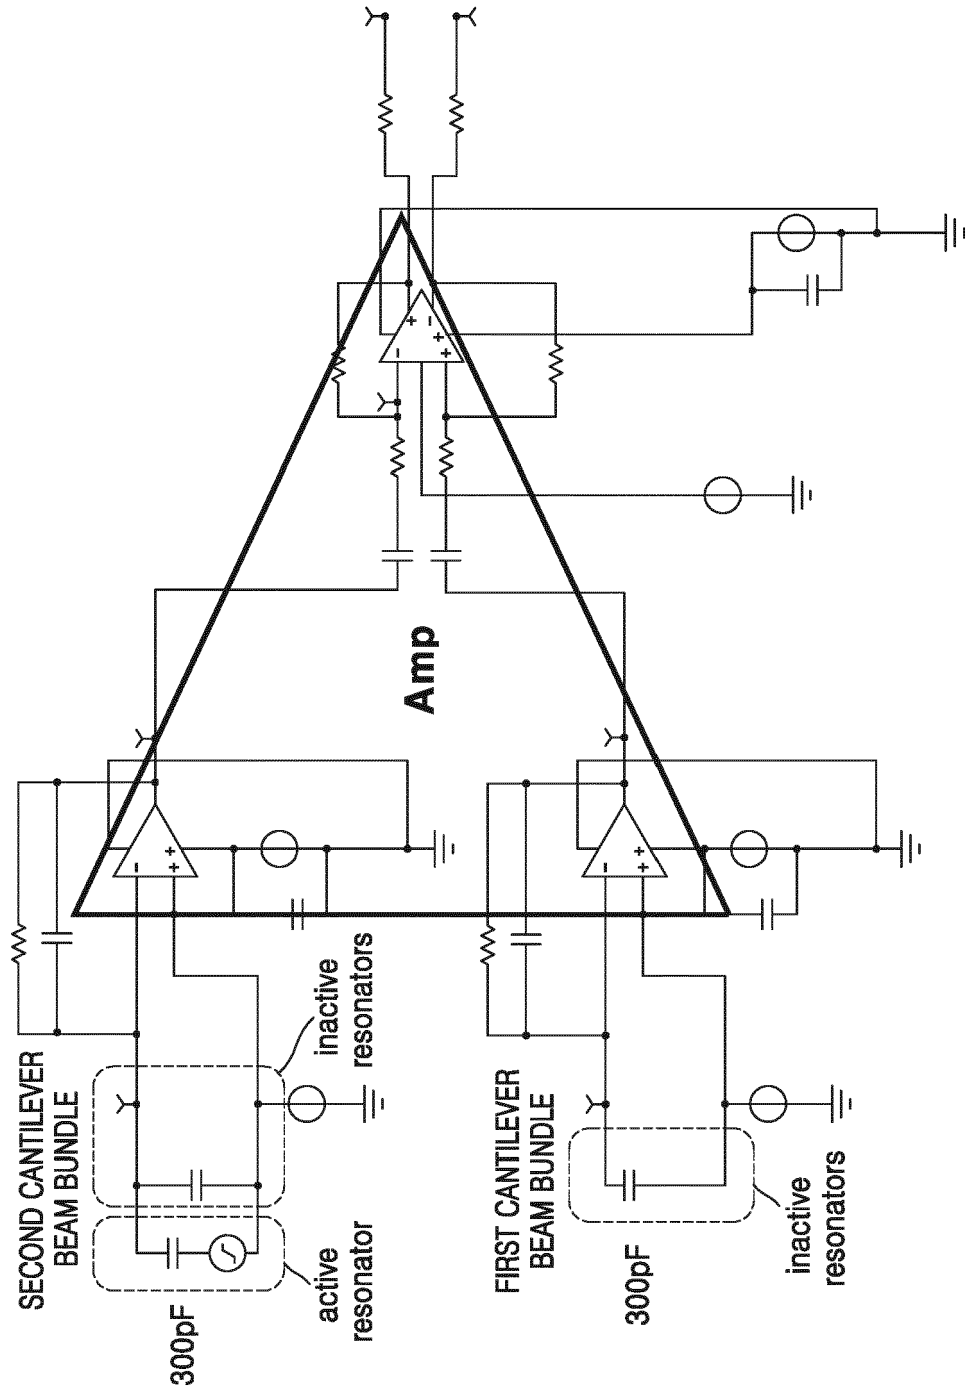 SECOND CANTILEVER
BEAM BUNDLE
300pF
active
resonator
inactive
resonators
Amp
FIRST CANTILEVER
BEAM BUNDLE
300pF
inactive
resonators